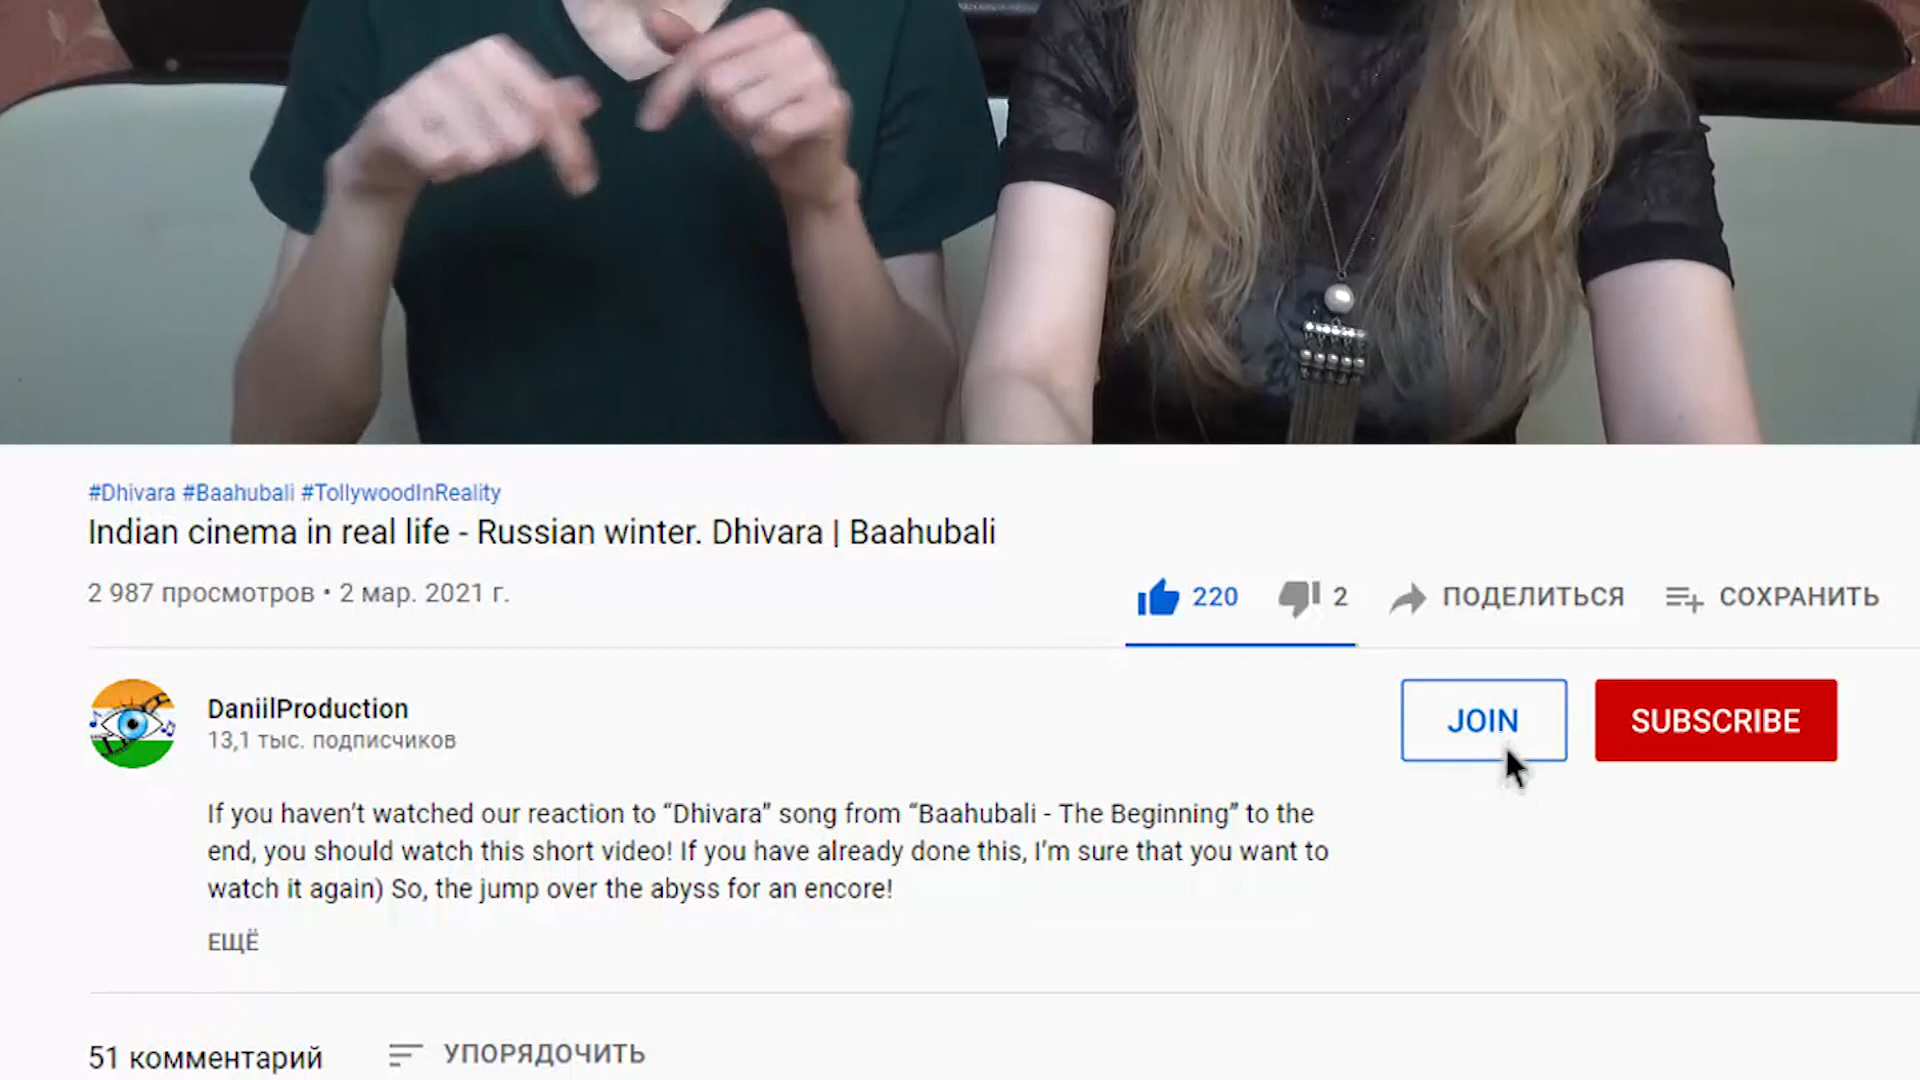 #Dhivara #Baahubali #TollywoodInReality
Indian cinema in real life - Russian winter. Dhivara | Baahubali
2 987 просмотров • 2 мар. 2021 г.
220 2 ПОДЕЛИТЬСЯ СОХРАНИТЬ
DaniilProduction
13,1 тыс. подписчиков
JOIN SUBSCRIBE
If you haven’t watched our reaction to “Dhivara” song from “Baahubali - The Beginning” to the
end, you should watch this short video! If you have already done this, I’m sure that you want to
watch it again) So, the jump over the abyss for an encore!
ЕЩЁ
51 комментарий УПОРЯДОЧИТЬ